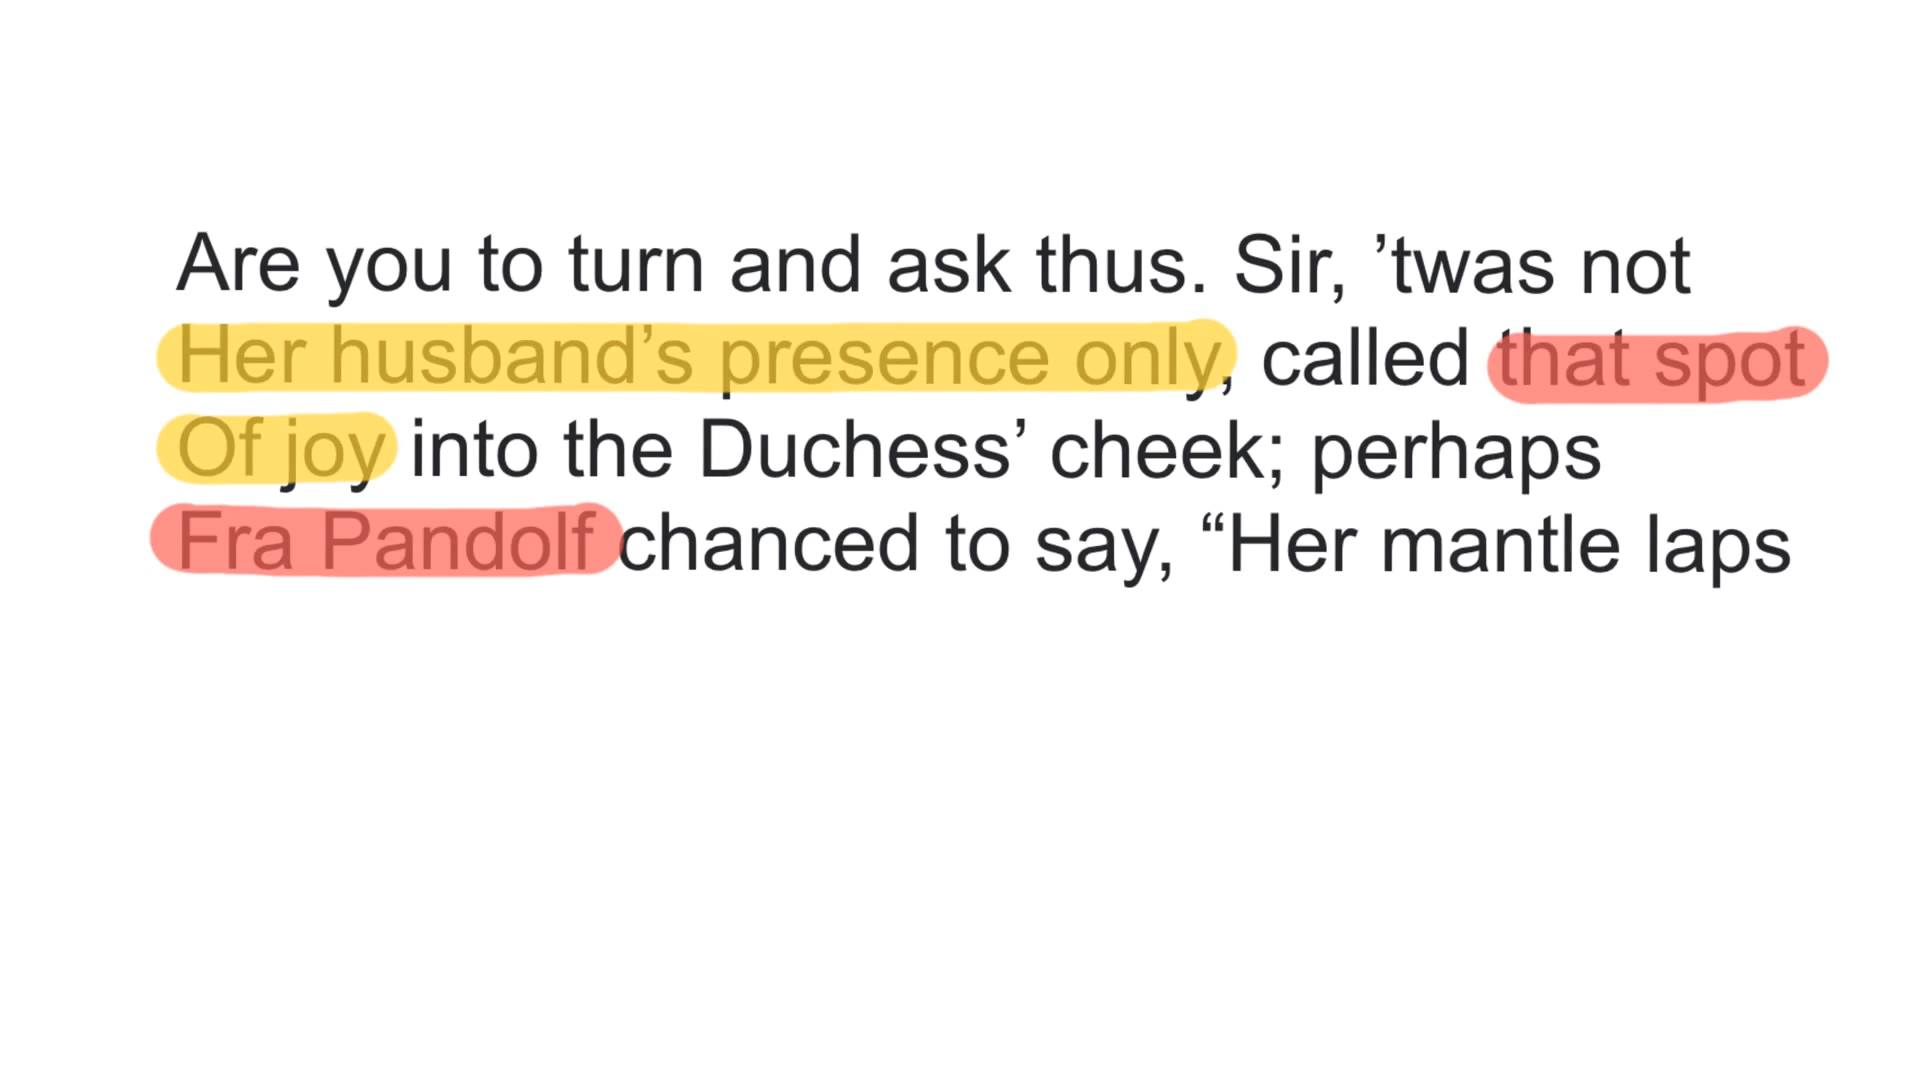 Are you to turn and ask thus. Sir, ’twas not
Her husband’s presence only, called that spot
Of joy into the Duchess’ cheek; perhaps
Fra Pandolf chanced to say, “Her mantle laps